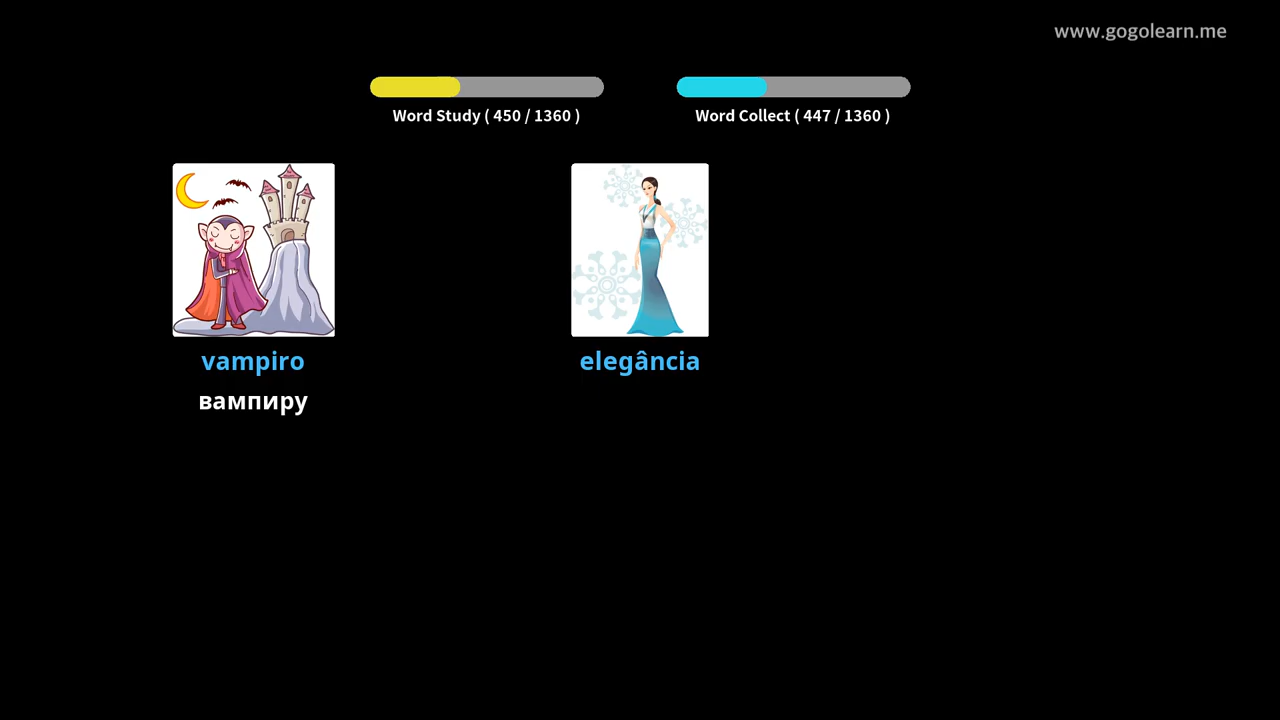 www.gogolearn.me
Word Study ( 450 / 1360 )
Word Collect ( 447 / 1360 )
vampiro
вампиру
elegância